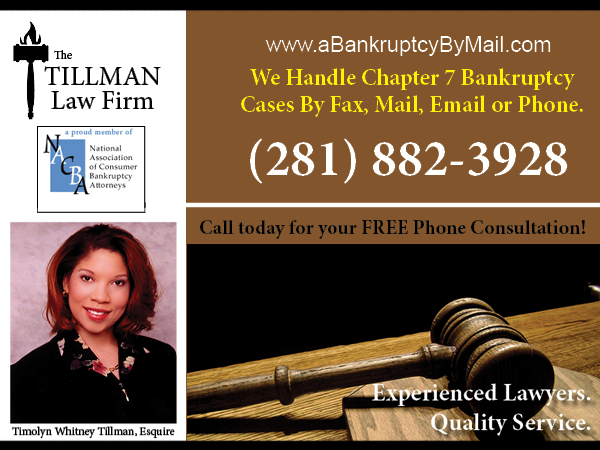 The
TILLMAN
Law Firm
a proud member of
NACBA
National
Association
of Consumer
Bankruptcy
Attorneys
Timolyn Whitney Tillman, Esquire
www.aBankruptcyByMail.com
We Handle Chapter 7 Bankruptcy
Cases By Fax, Mail, Email or Phone.
(281) 882-3928
Call today for your FREE Phone Consultation!
Experienced Lawyers.
Quality Service.